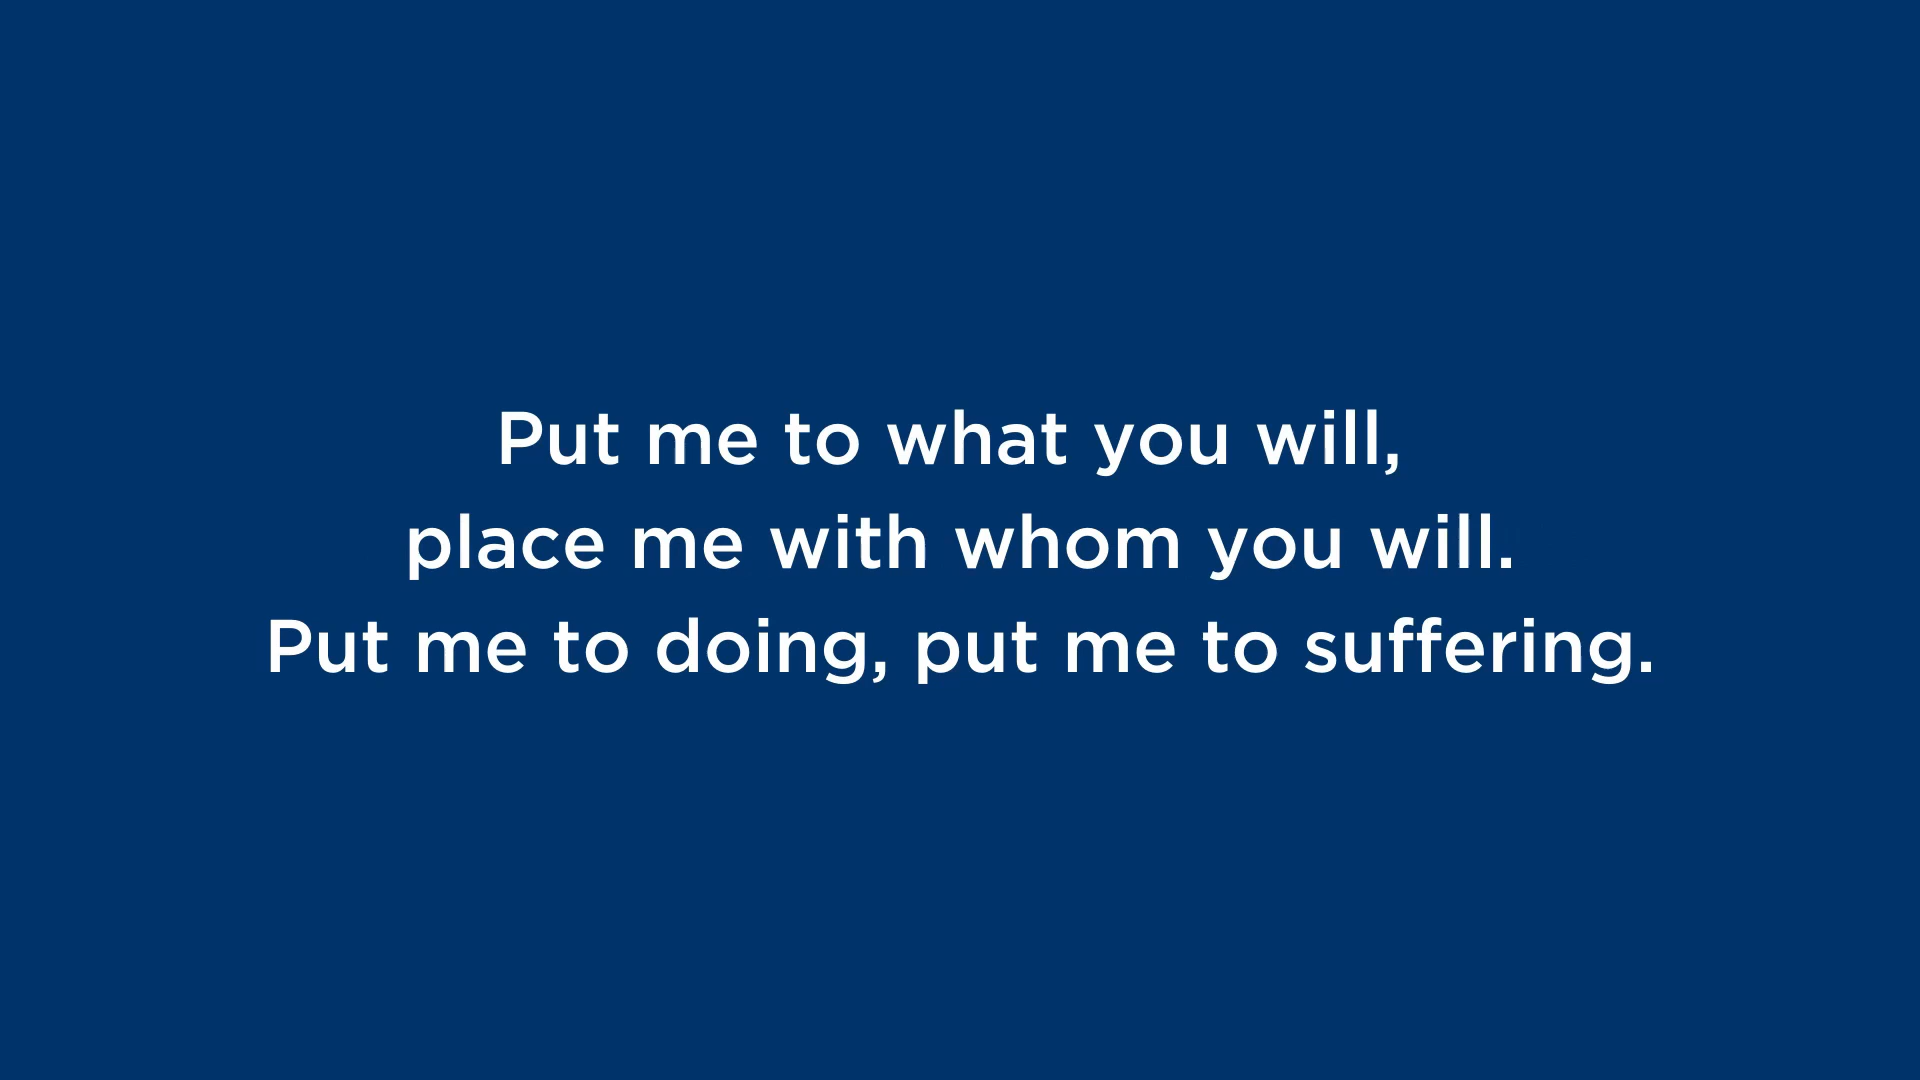 Put me to what you will,
place me with whom you will.
Put me to doing, put me to suffering.